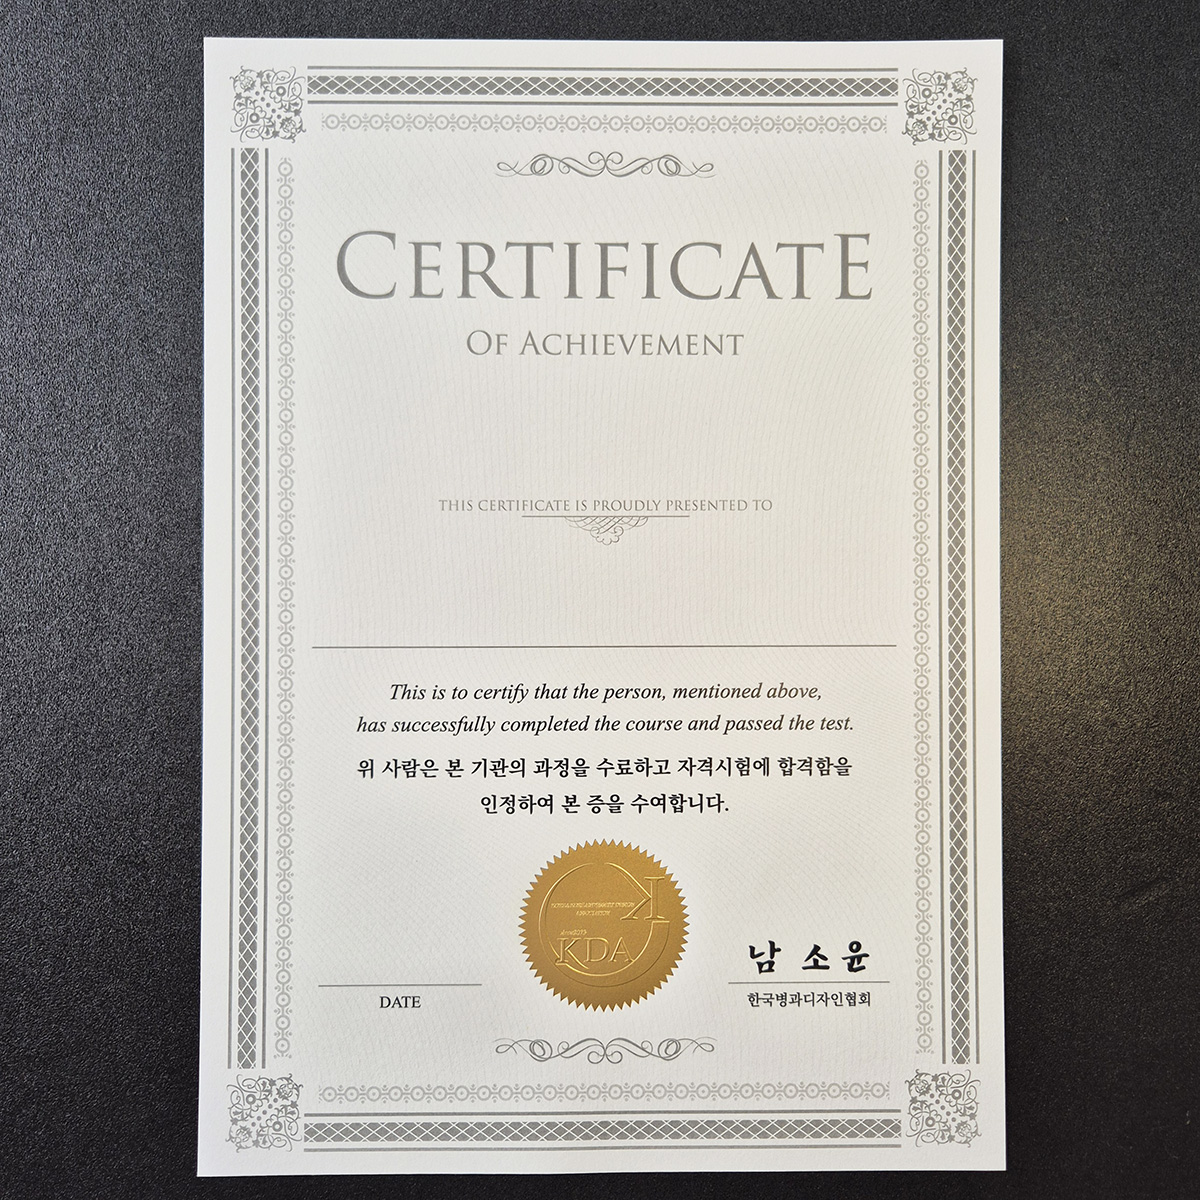 CERTIFICATE
OF ACHIEVEMENT
THIS CERTIFICATE IS PROUDLY PRESENTED TO
This is to certify that the person, mentioned above,
has successfully completed the course and passed the test.
위 사람은 본 기관의 과정을 수료하고 자격시험에 합격함을
인정하여 본 증을 수여합니다.
K
ASSOCIATION
KDA
남 소 윤
한국병과디자인협회
DATE